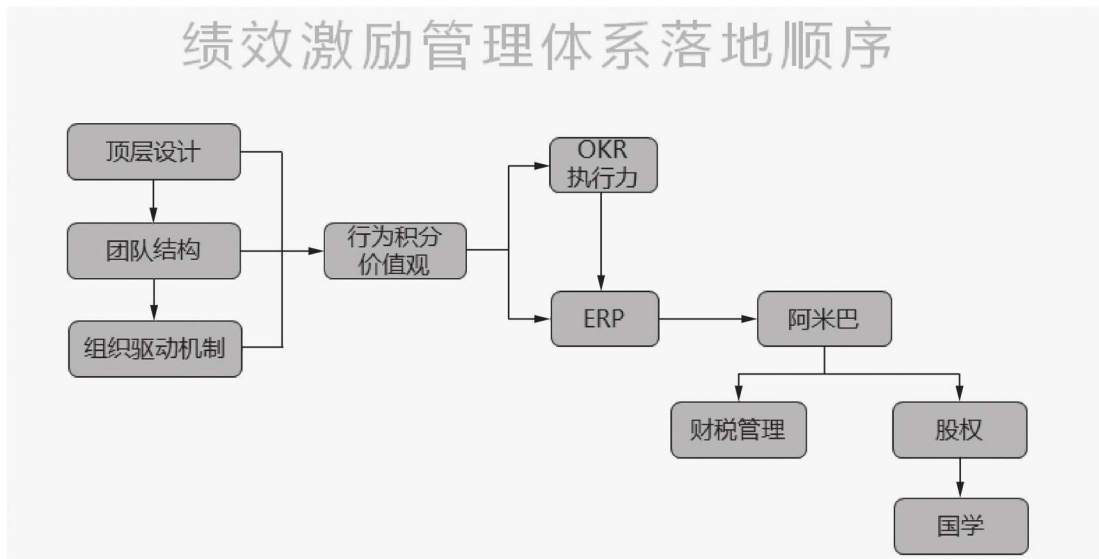 绩效激励管理体系落地顺序
顶层设计
团队结构
组织驱动机制
行为积分
价值观
OKR
执行力
ERP
阿米巴
财税管理
股权
国学